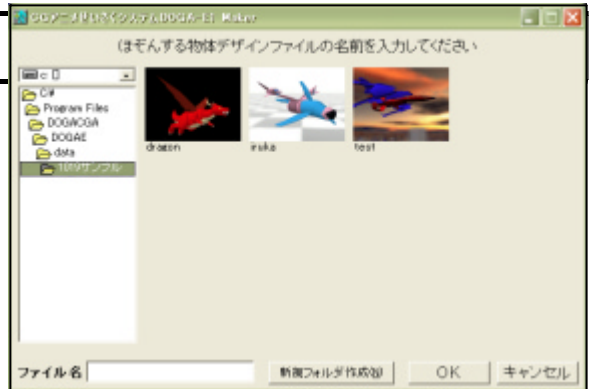 (ほぞんする物体デザインファイルの名前を入力してください
c: []
C:¥
Program Files
DOGACGA
DOGAE
data
dragon
iruka
test
ファイル名
新規フォルダ作成(N)
OK
キャンセル